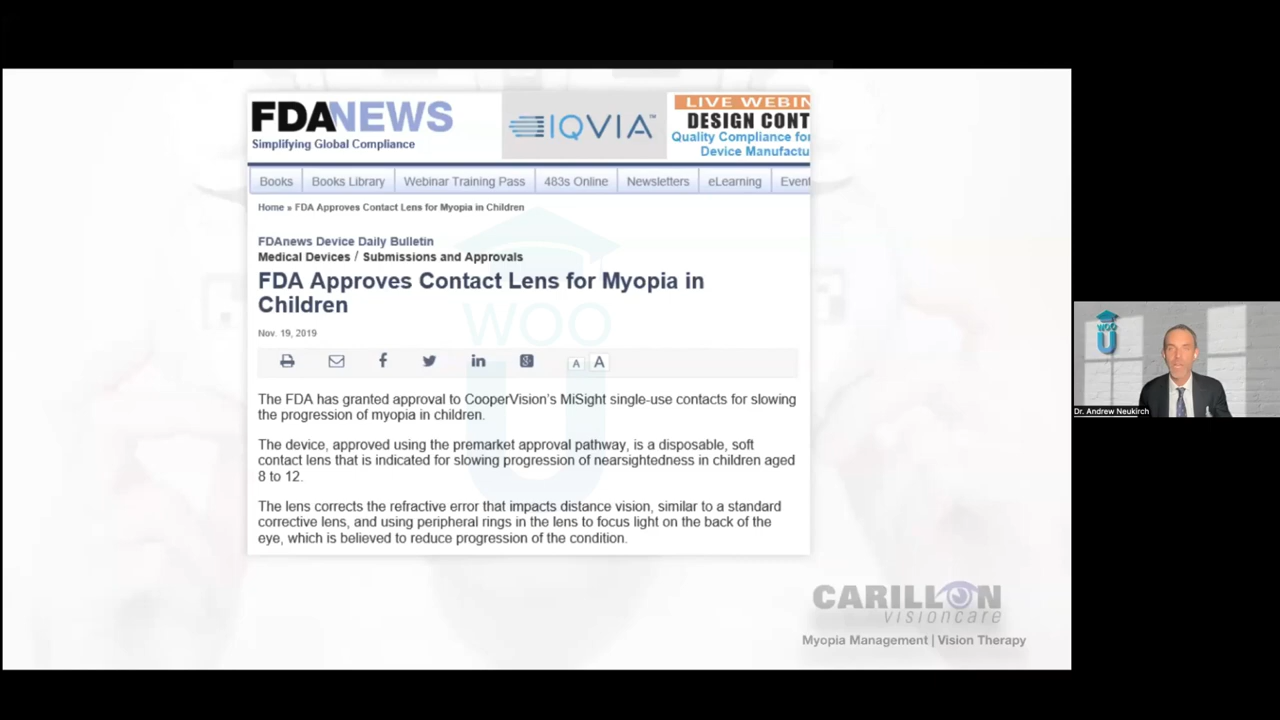 FDANEWS
Simplifying Global Compliance
IQVIA™
LIVE WEBIN
DESIGN CONT
Quality Compliance for
Device Manufactu
Books Books Library Webinar Training Pass 483s Online Newsletters eLearning Event
Home » FDA Approves Contact Lens for Myopia in Children
FDAnews Device Daily Bulletin
Medical Devices / Submissions and Approvals
FDA Approves Contact Lens for Myopia in
Children
Nov. 19, 2019
A A
The FDA has granted approval to CooperVision's MiSight single-use contacts for slowing
the progression of myopia in children.
The device, approved using the premarket approval pathway, is a disposable, soft
contact lens that is indicated for slowing progression of nearsightedness in children aged
8 to 12.
The lens corrects the refractive error that impacts distance vision, similar to a standard
corrective lens, and using peripheral rings in the lens to focus light on the back of the
eye, which is believed to reduce progression of the condition.
WOO
U
CARILLON
visioncare
Myopia Management | Vision Therapy
WOO
U
Dr. Andrew Neukirch